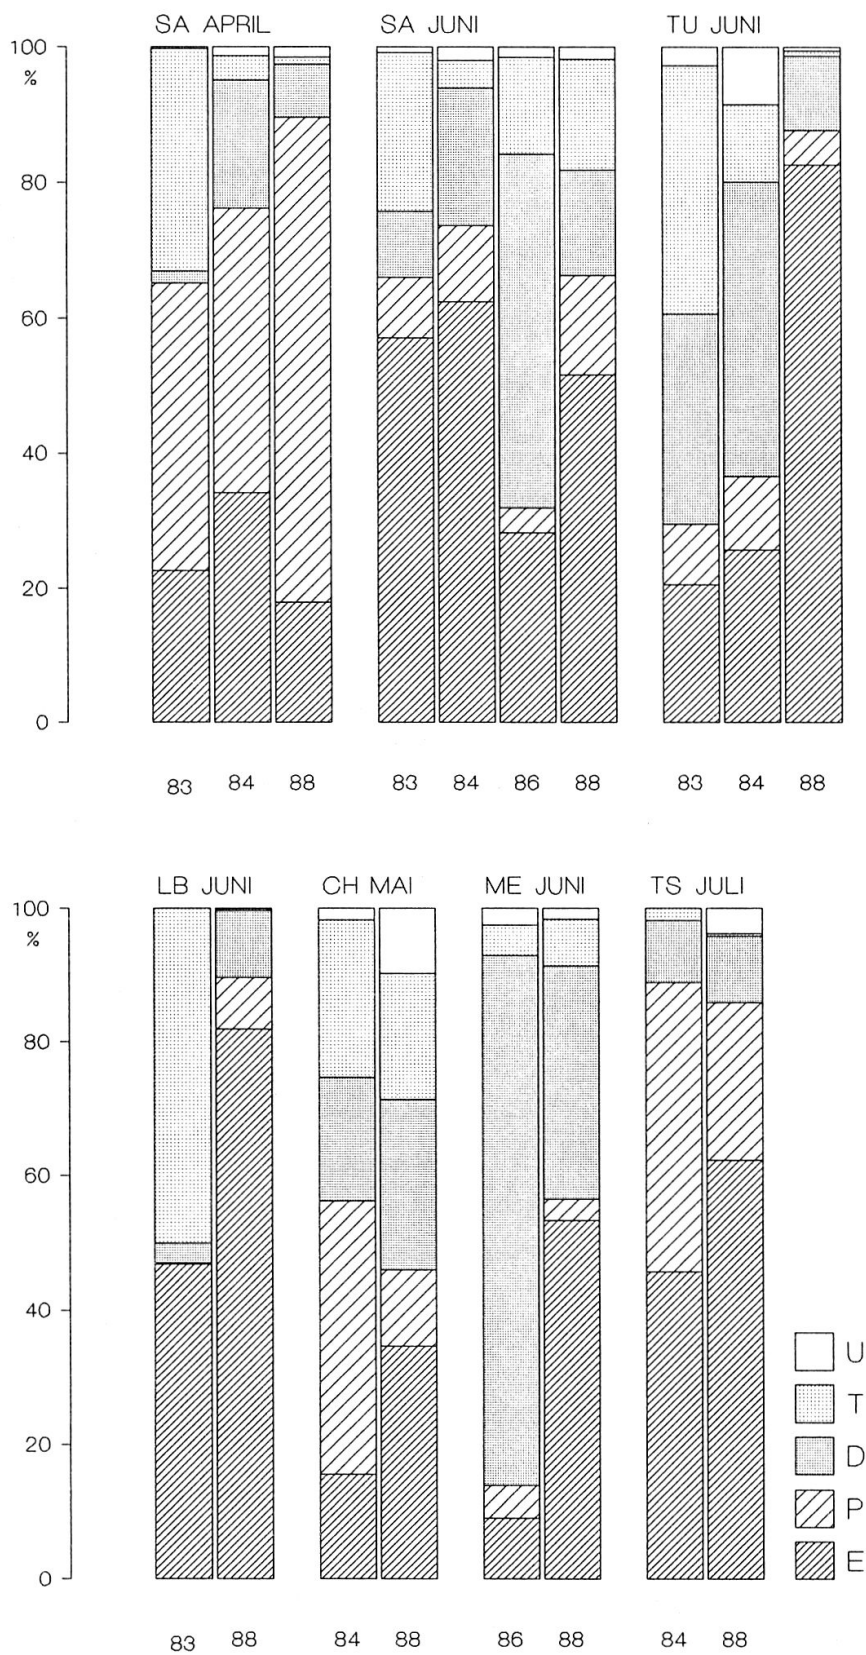 SA APRIL SA JUNI TU JUNI
100
%
80
60
40
20
0
83 84 88 83 84 86 88 83 84 88
LB JUNI CH MAI ME JUNI TS JULI
100
%
80
60
40
20
0
U
T
D
P
E
83 88 84 88 86 88 84 88